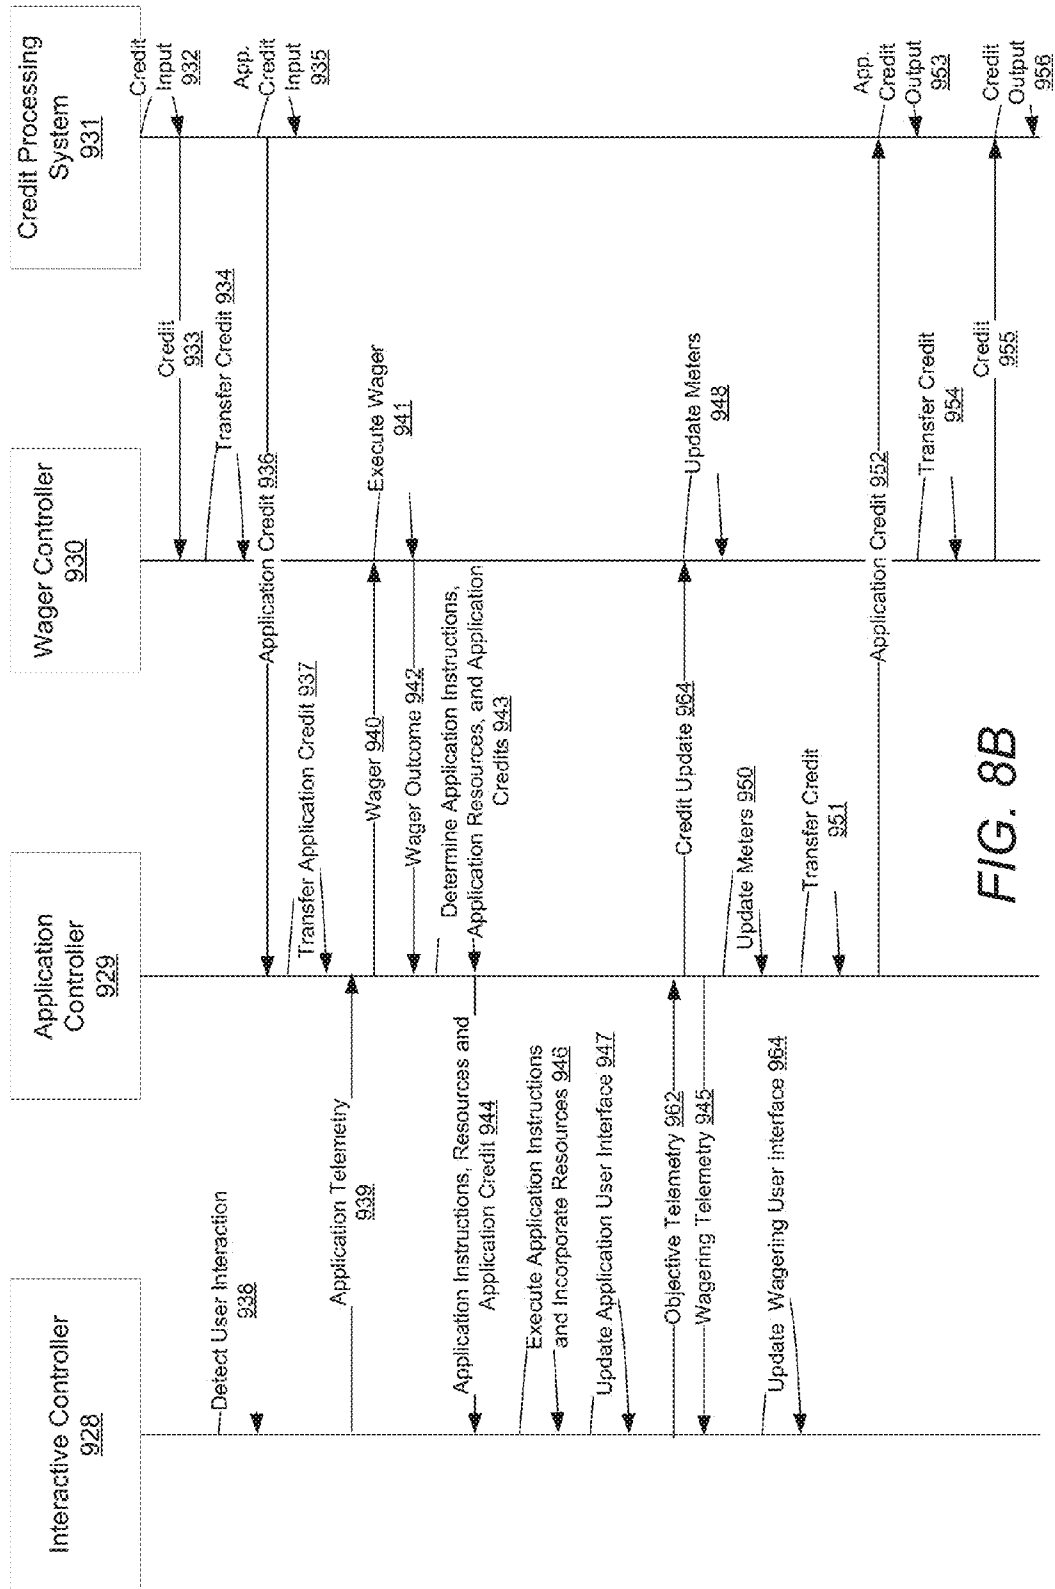 Interactive Controller
928
Application
Controller
929
Wager Controller
930
Credit Processing
System
931
Credit
Input
932
Credit
933
Transfer Credit 934
App.
Credit
Input
935
Application Credit 936
Transfer Application Credit 937
Detect User Interaction
938
Application Telemetry
939
Wager 940
Execute Wager
941
Wager Outcome 942
Determine Application Instructions,
Application Resources, and Application
Credits 943
Application Instructions, Resources and
Application Credit 944
Execute Application Instructions
and Incorporate Resources 946
Update Application User Interface 947
Objective Telemetry 962
Credit Update 964
Update Meters
948
Wagering Telemetry 945
Update Meters 950
Update Wagering User Interface 964
Transfer Credit
951
Application Credit 952
App.
Credit
Output
953
Transfer Credit
954
Credit
955
Credit
Output
956
FIG. 8B